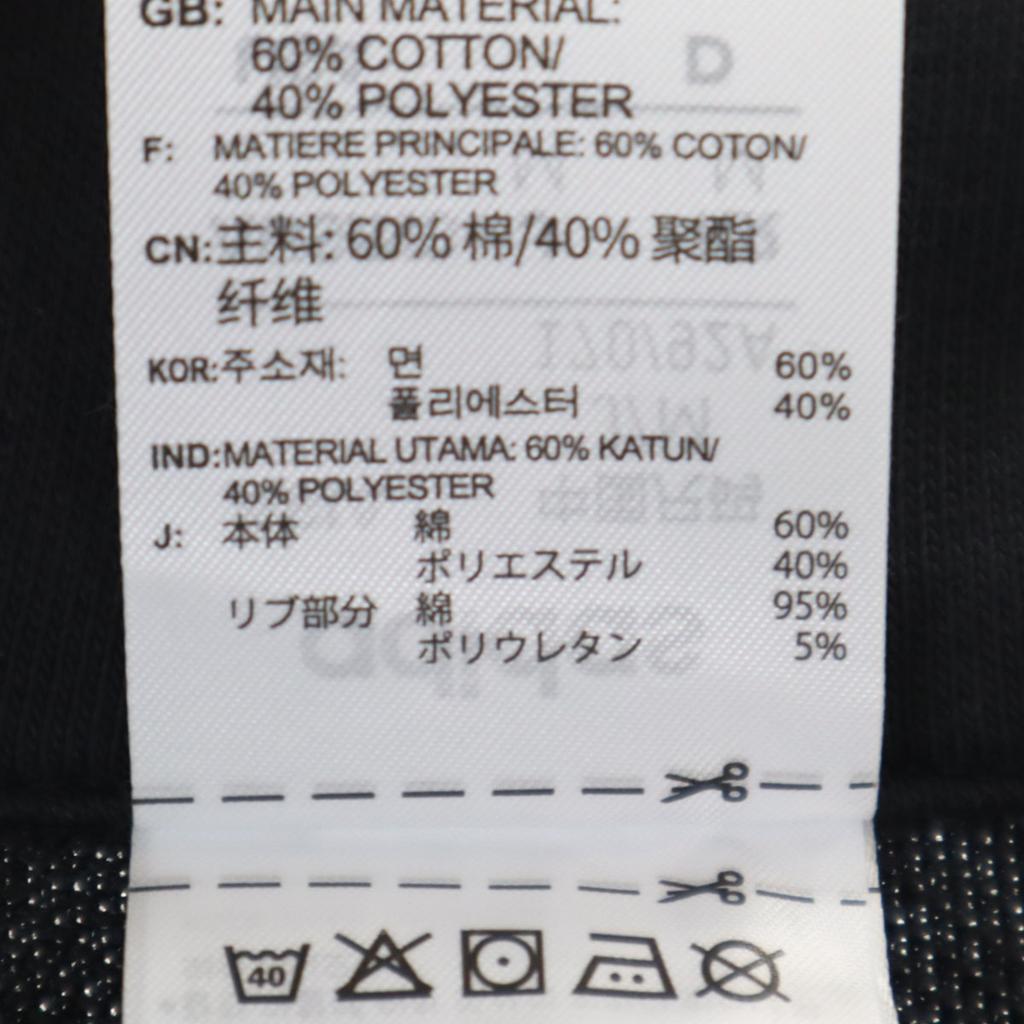 GB: MAIN MATERIAL:
60% COTTON/
40% POLYESTER
F: MATIERE PRINCIPALE: 60% COTON/
40% POLYESTER
CN: 主料: 60% 棉/40% 聚酯
纤维
KOR: 주소재: 면 60%
폴리에스터 40%
IND: MATERIAL UTAMA: 60% KATUN/
40% POLYESTER
J: 本体 綿 60%
ポリエステル 40%
リブ部分 綿 95%
ポリウレタン 5%
40